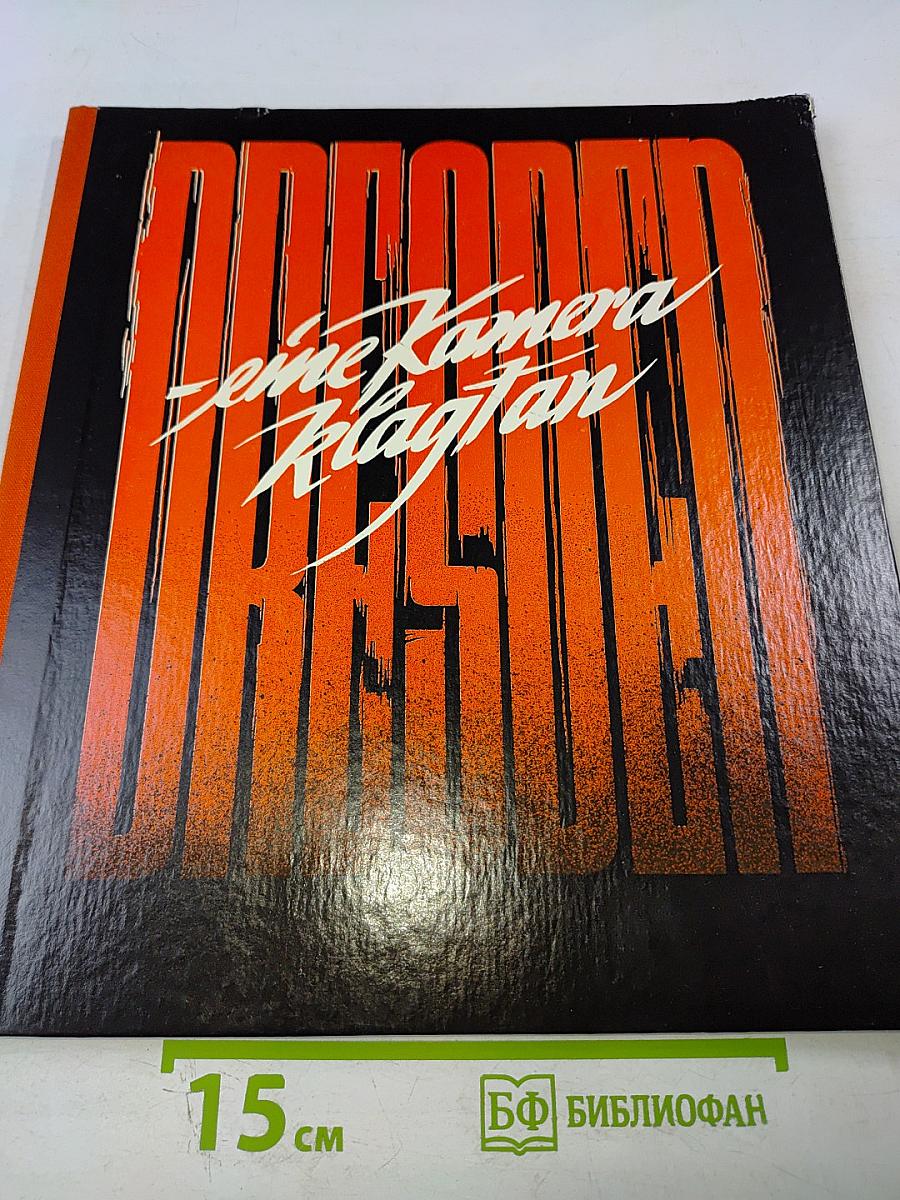 DRESDEN
-eine Kamera
klagt an
15 см
БФ БИБЛИОФАН